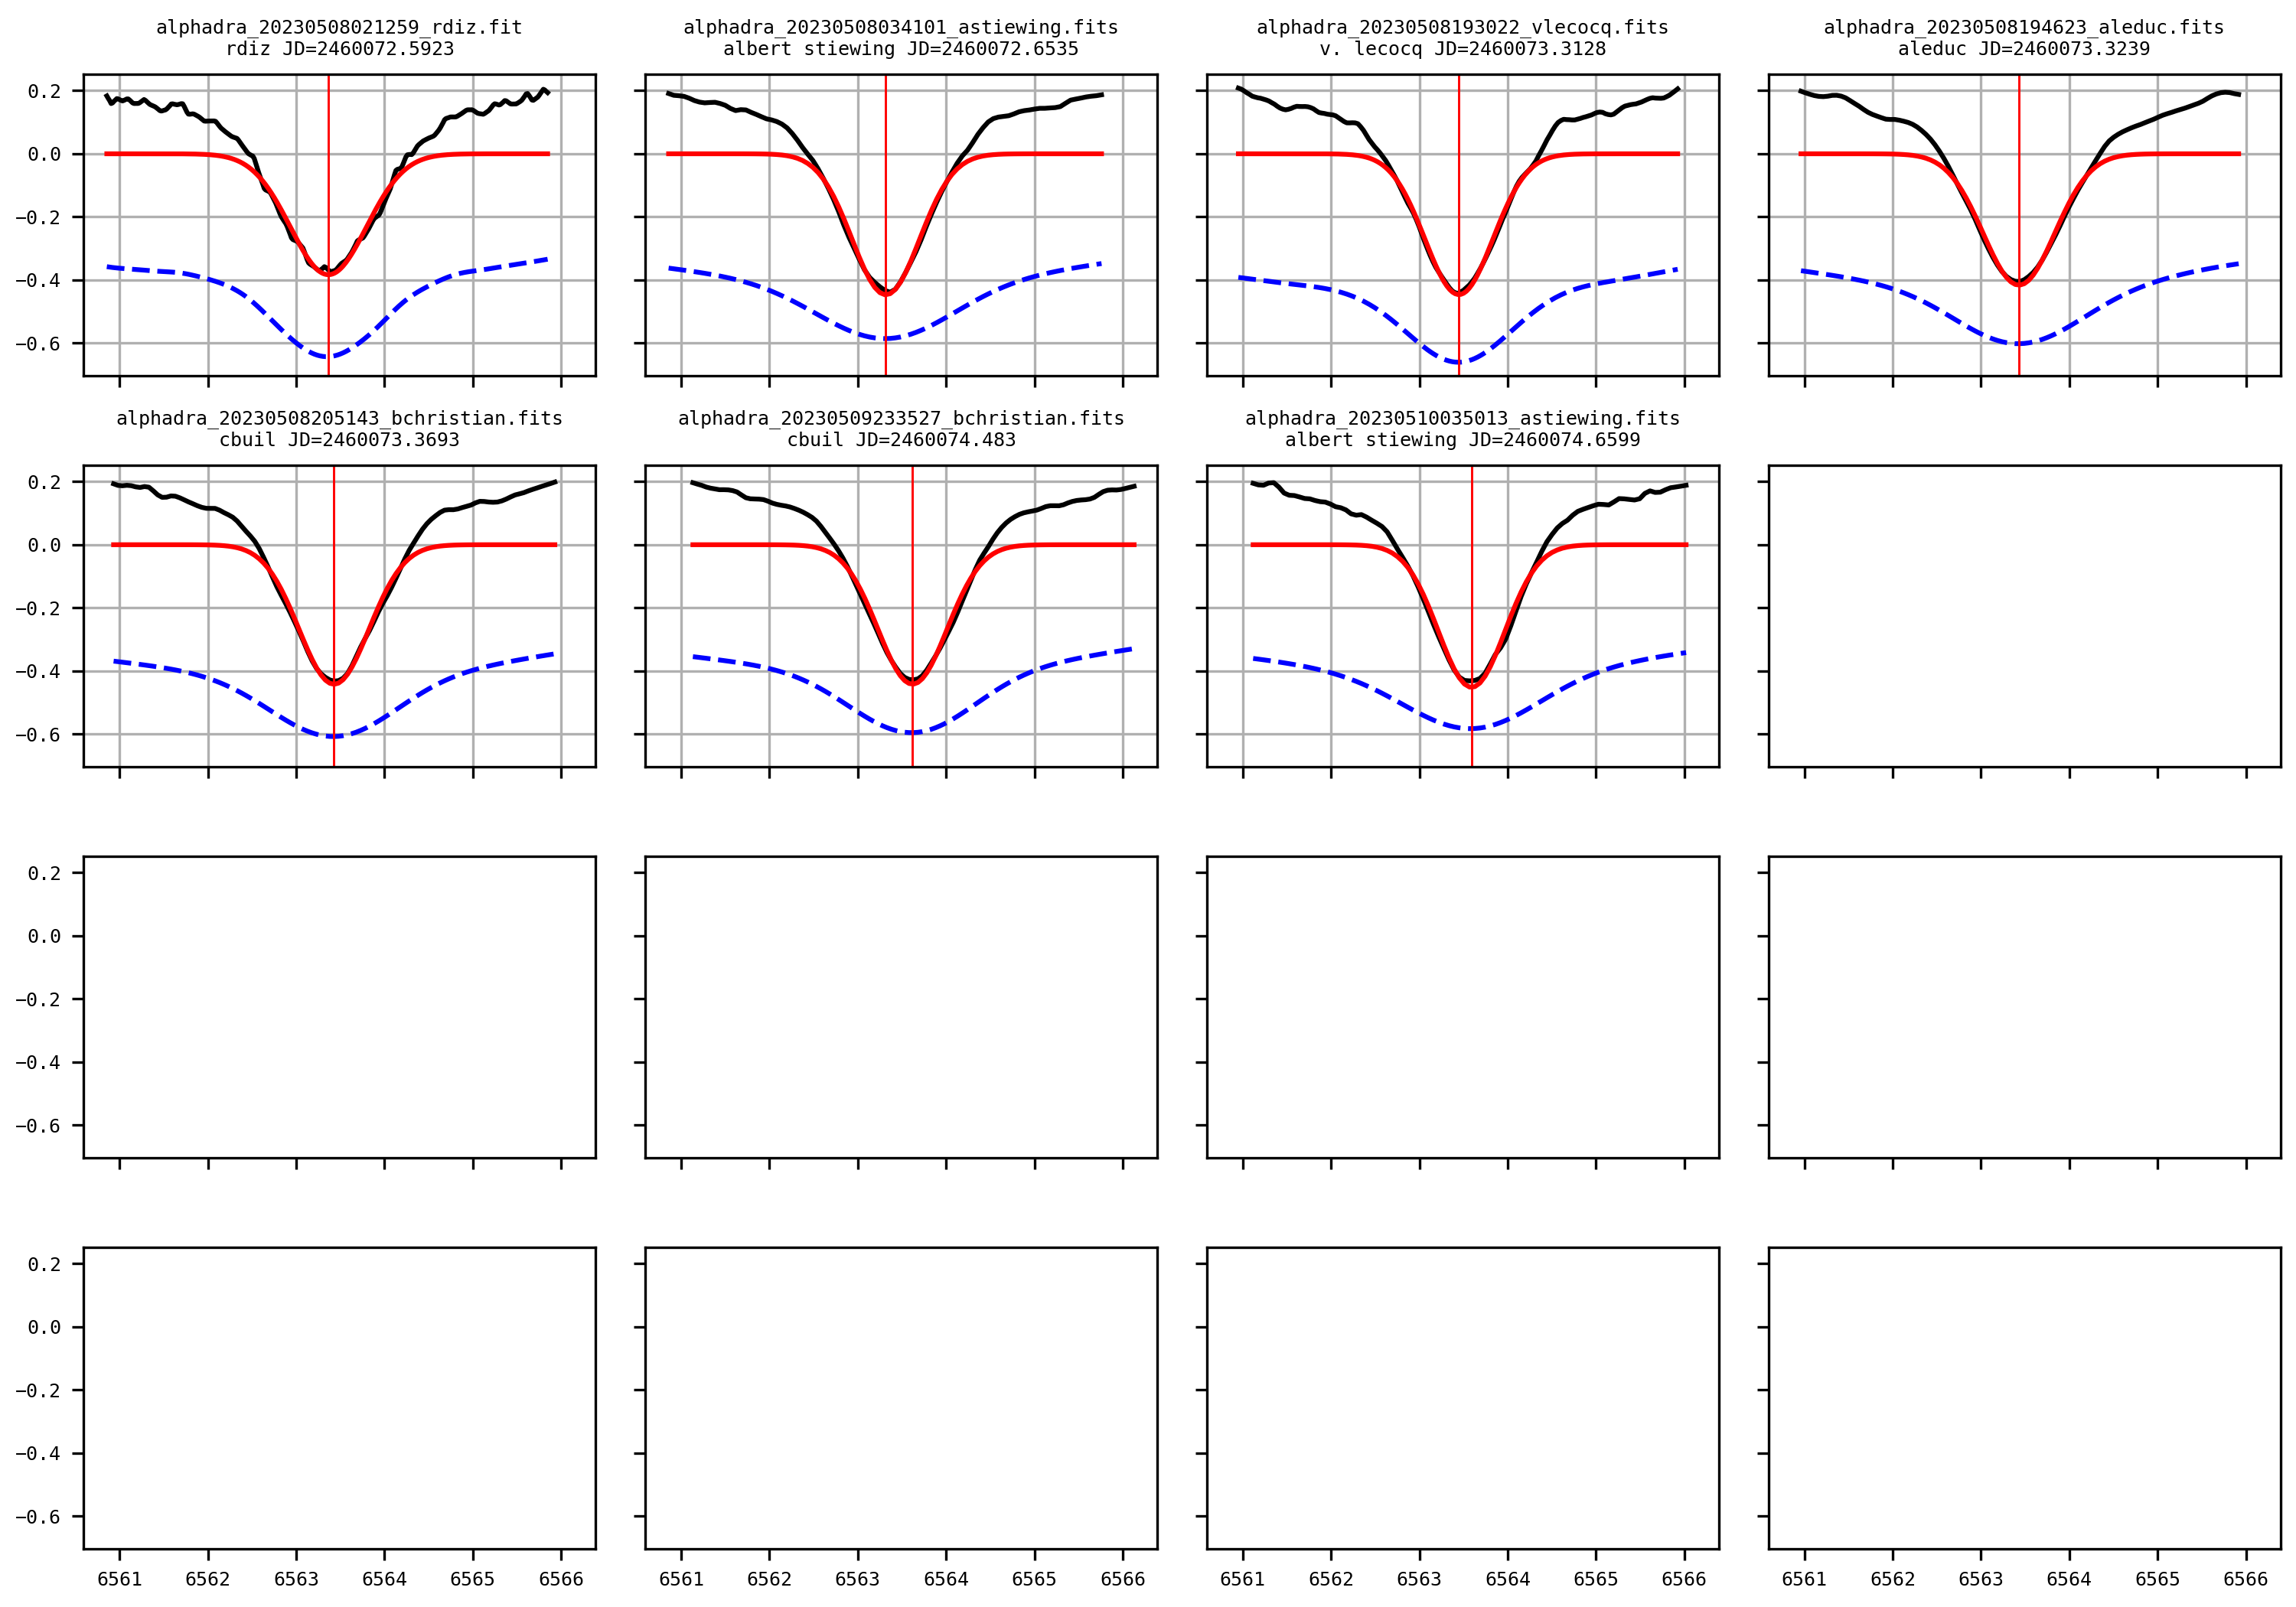 alphadra_20230508021259_rdiz.fit
rdiz JD=2460072.5923
alphadra_20230508034101_astiewing.fits
albert stiewing JD=2460072.6535
alphadra_20230508193022_vlecocq.fits
v. lecocq JD=2460073.3128
alphadra_20230508194623_aleduc.fits
aleduc JD=2460073.3239
0.2
0.0
−0.2
−0.4
−0.6
alphadra_20230508205143_bchristian.fits
cbuil JD=2460073.3693
alphadra_20230509233527_bchristian.fits
cbuil JD=2460074.483
alphadra_20230510035013_astiewing.fits
albert stiewing JD=2460074.6599
0.2
0.0
−0.2
−0.4
−0.6
0.2
0.0
−0.2
−0.4
−0.6
0.2
0.0
−0.2
−0.4
−0.6
6561 6562 6563 6564 6565 6566
6561 6562 6563 6564 6565 6566
6561 6562 6563 6564 6565 6566
6561 6562 6563 6564 6565 6566